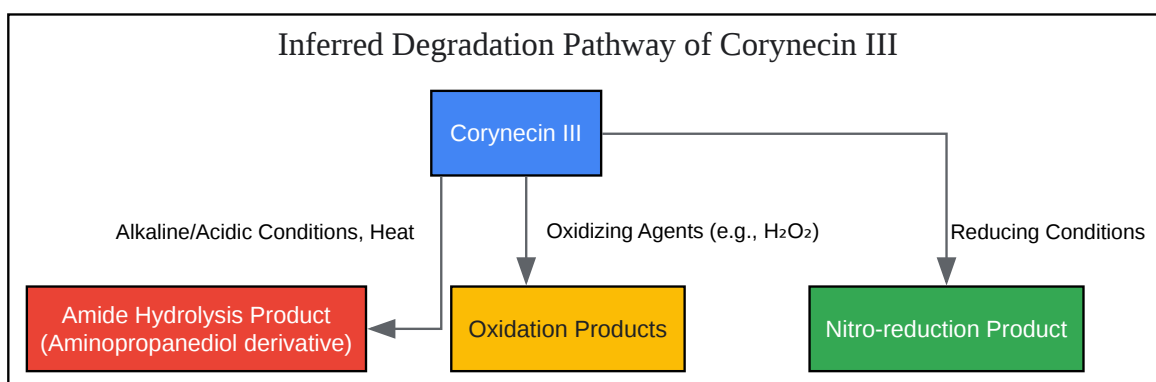 Inferred Degradation Pathway of Corynecin III
Corynecin III
Alkaline/Acidic Conditions, Heat
Oxidizing Agents (e.g., H₂O₂)
Reducing Conditions
Amide Hydrolysis Product
(Aminopropanediol derivative)
Oxidation Products
Nitro-reduction Product